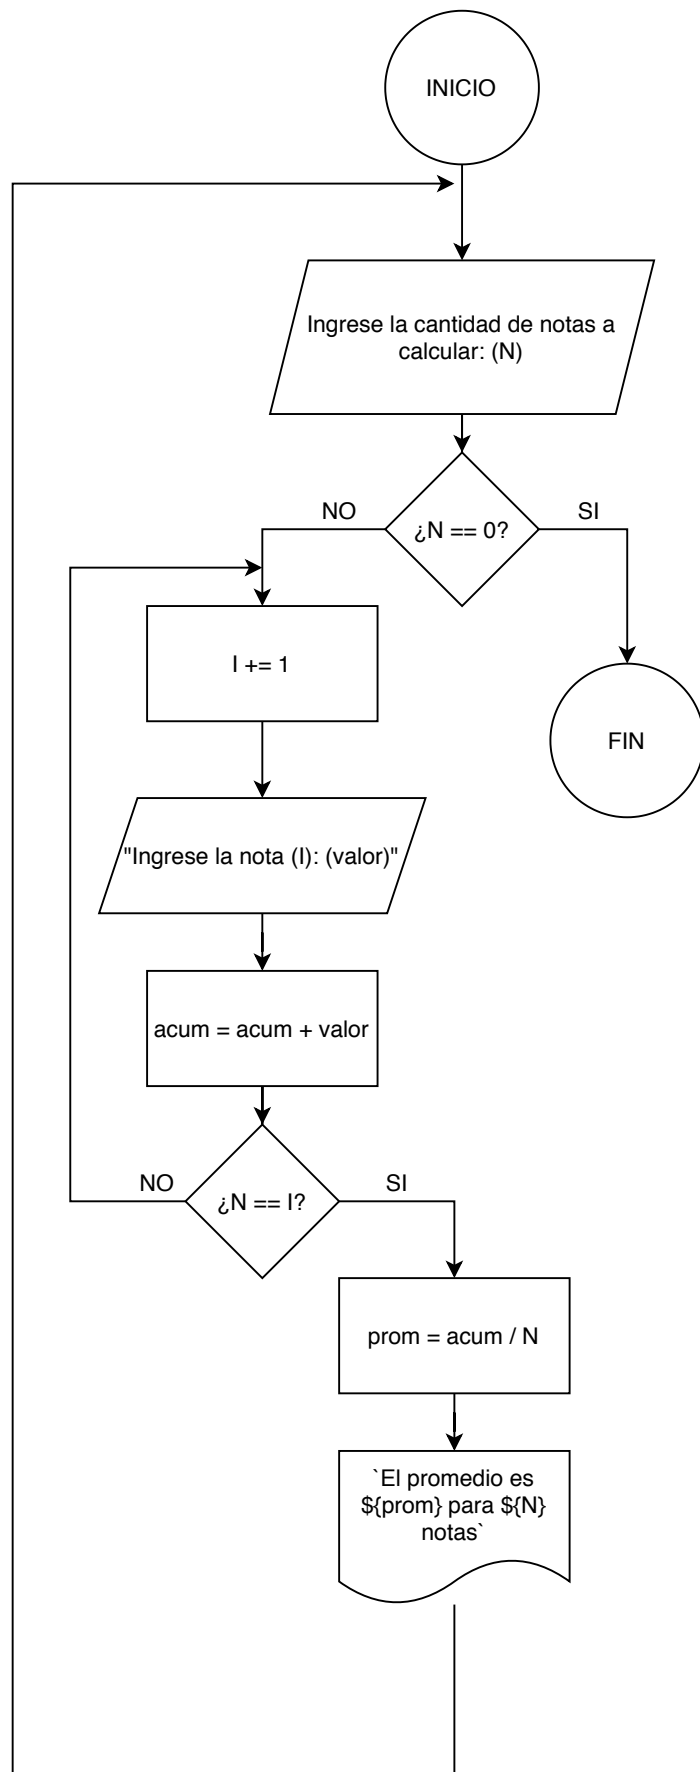 INICIO
Ingrese la cantidad de notas a
calcular: (N)
NO
¿N == 0?
SI
I += 1
FIN
"Ingrese la nota (I): (valor)"
acum = acum + valor
NO
¿N == I?
SI
prom = acum / N
`El promedio es
${prom} para ${N}
notas`